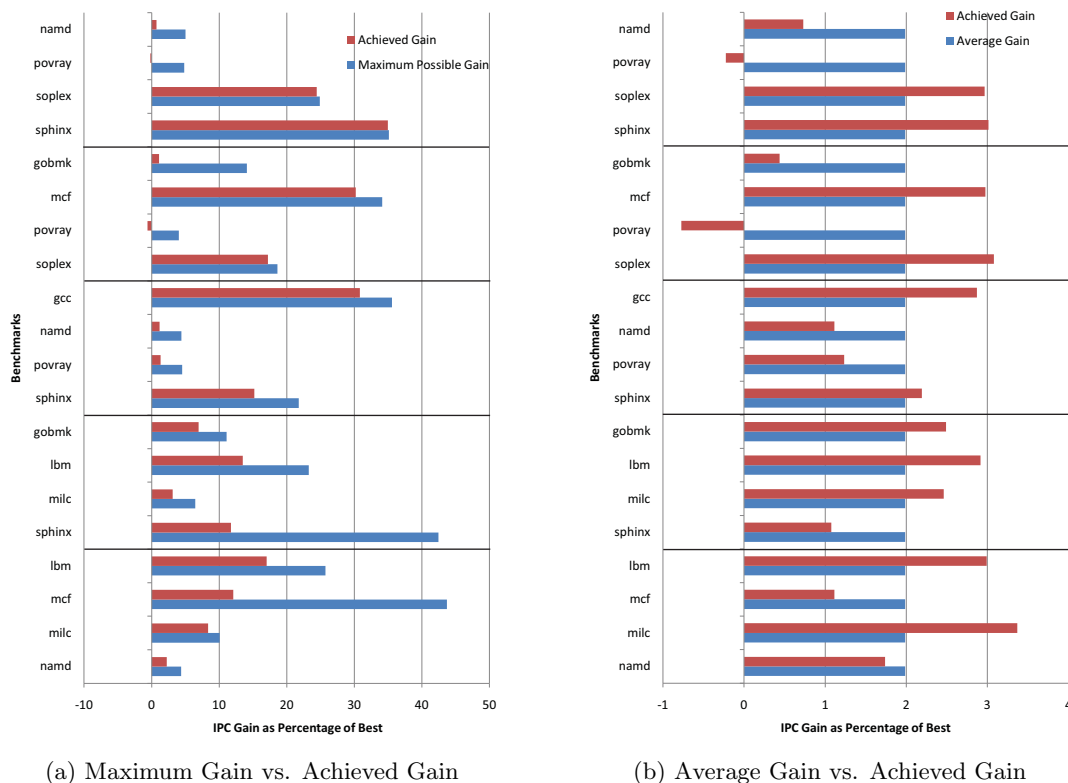 namd
povray
soplex
sphinx
gobmk
mcf
povray
soplex
gcc
namd
povray
sphinx
gobmk
lbm
milc
sphinx
lbm
mcf
milc
namd
Benchmarks
Achieved Gain
Maximum Possible Gain
-10 0 10 20 30 40 50
IPC Gain as Percentage of Best
(a) Maximum Gain vs. Achieved Gain
namd
povray
soplex
sphinx
gobmk
mcf
povray
soplex
gcc
namd
povray
sphinx
gobmk
lbm
milc
sphinx
lbm
mcf
milc
namd
Benchmarks
Achieved Gain
Average Gain
-1 0 1 2 3 4
IPC Gain as Percentage of Best
(b) Average Gain vs. Achieved Gain